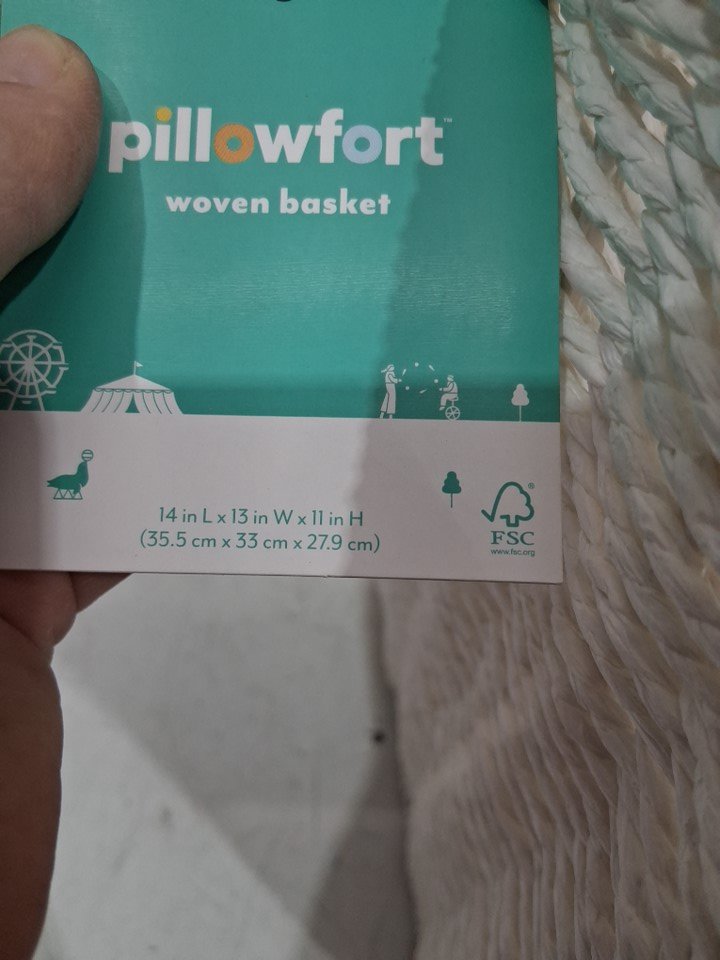 pillowfort™
woven basket
14 in L x 13 in W x 11 in H
(35.5 cm x 33 cm x 27.9 cm)
®
FSC
www.fsc.org